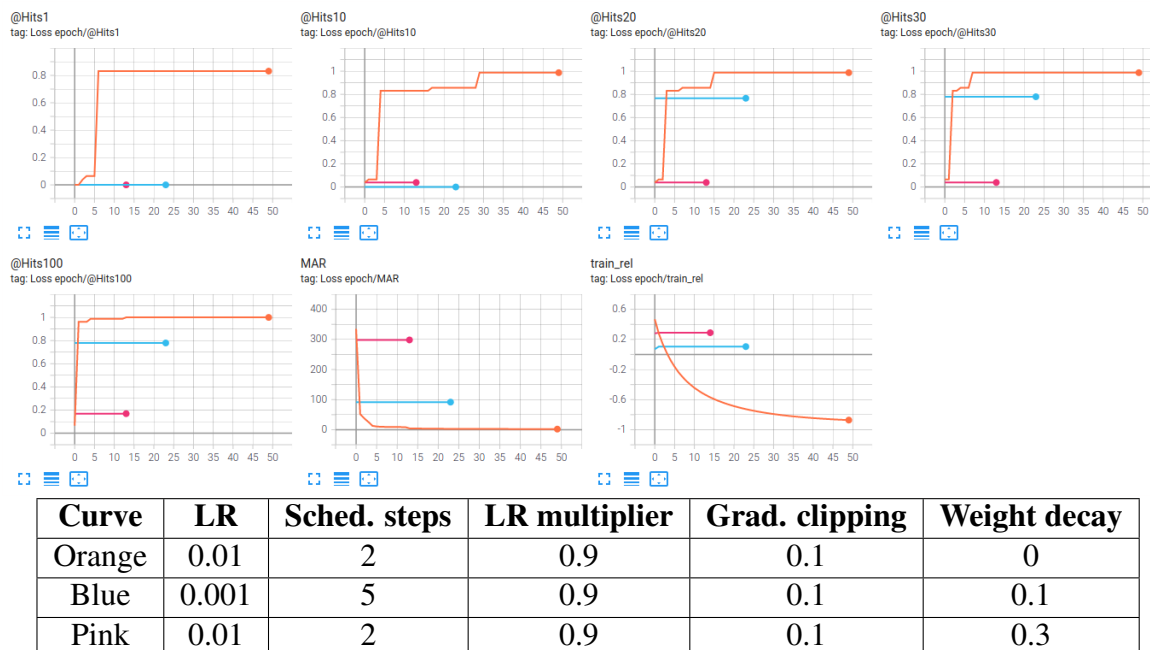 @Hits1
tag: Loss epoch/@Hits1
0.8
0.6
0.4
0.2
0
0 5 10 15 20 25 30 35 40 45 50
@Hits10
tag: Loss epoch/@Hits10
1
0.8
0.6
0.4
0.2
0
0 5 10 15 20 25 30 35 40 45 50
@Hits20
tag: Loss epoch/@Hits20
1
0.8
0.6
0.4
0.2
0
0 5 10 15 20 25 30 35 40 45 50
@Hits30
tag: Loss epoch/@Hits30
1
0.8
0.6
0.4
0.2
0
0 5 10 15 20 25 30 35 40 45 50
@Hits100
tag: Loss epoch/@Hits100
1
0.8
0.6
0.4
0.2
0
0 5 10 15 20 25 30 35 40 45 50
MAR
tag: Loss epoch/MAR
400
300
200
100
0
0 5 10 15 20 25 30 35 40 45 50
train_rel
tag: Loss epoch/train_rel
0.6
0.2
-0.2
-0.6
-1
0 5 10 15 20 25 30 35 40 45 50
Curve LR Sched. steps LR multiplier Grad. clipping Weight decay
Orange 0.01 2 0.9 0.1 0
Blue 0.001 5 0.9 0.1 0.1
Pink 0.01 2 0.9 0.1 0.3